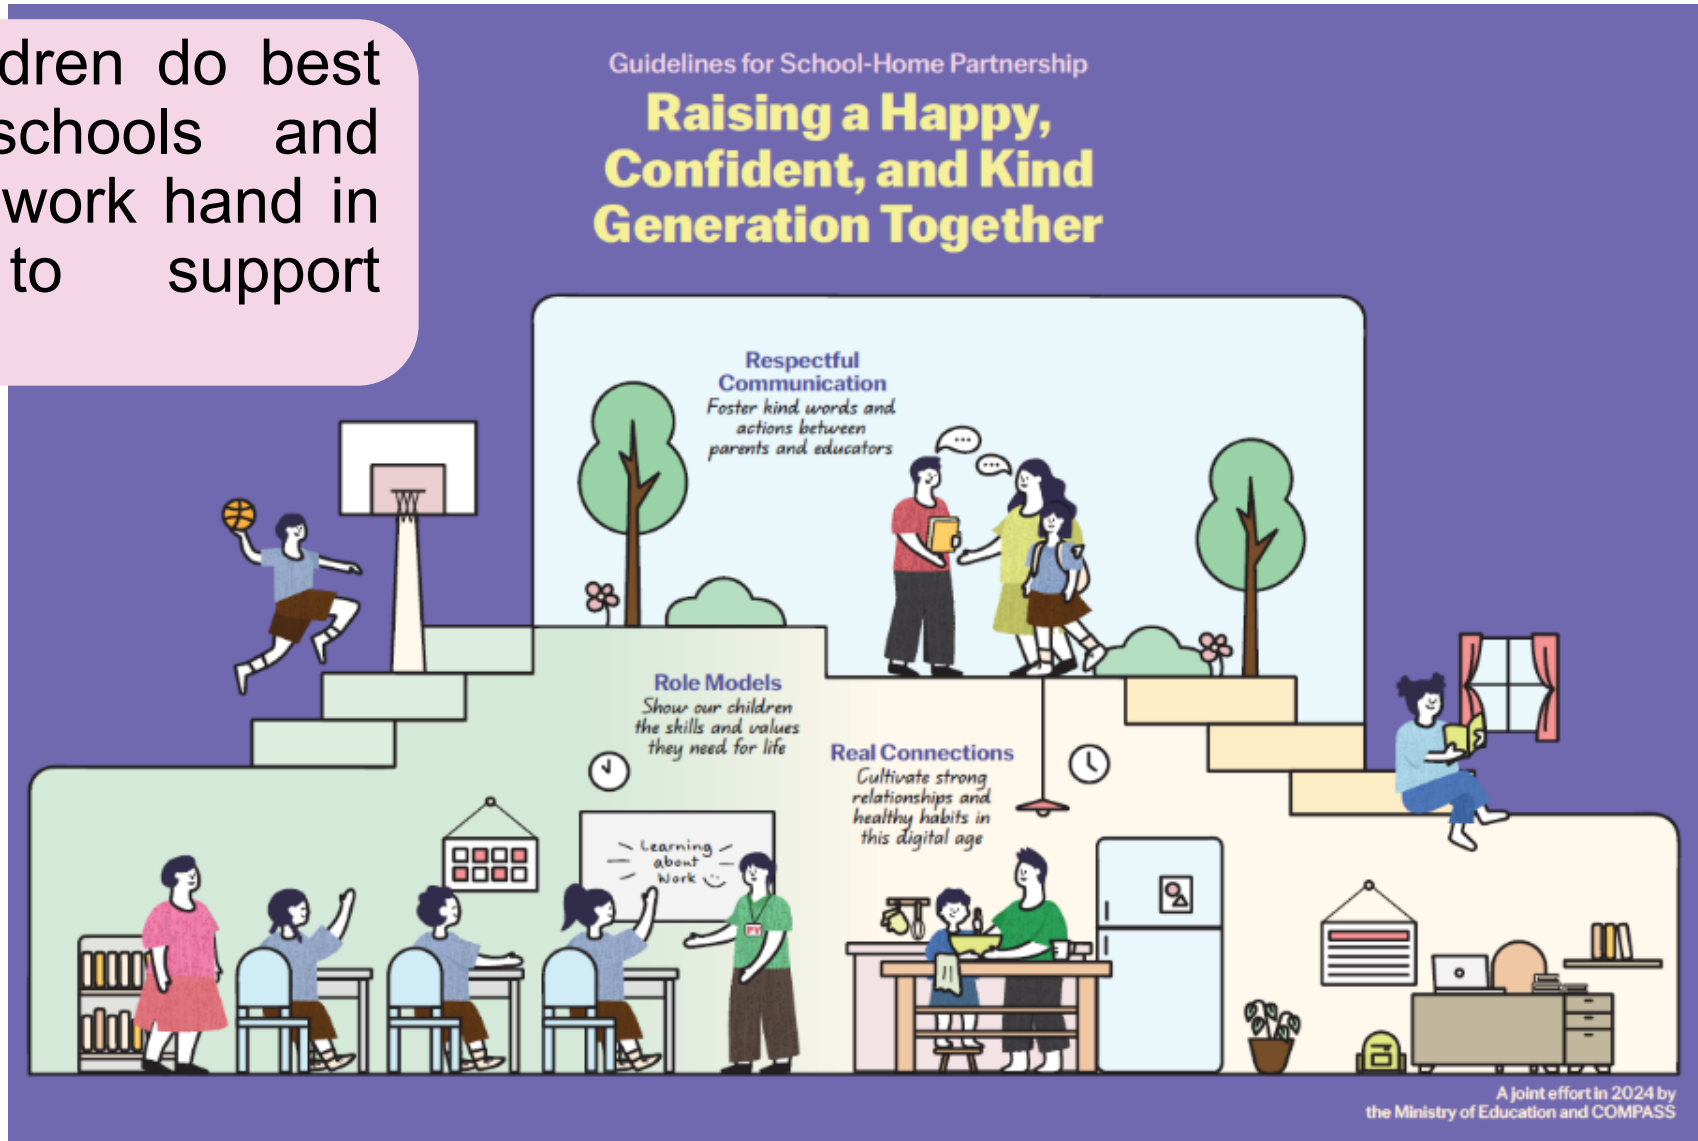 dren do best
schools and
work hand in
to support
Guidelines for School-Home Partnership
Raising a Happy,
Confident, and Kind
Generation Together
Respectful
Communication
Foster kind words and
actions between
parents and educators
Role Models
Show our children
the skills and values
they need for life
Real Connections
Cultivate strong
relationships and
healthy habits in
this digital age
Learning
about
Work
PV
A joint effort in 2024 by
the Ministry of Education and COMPASS